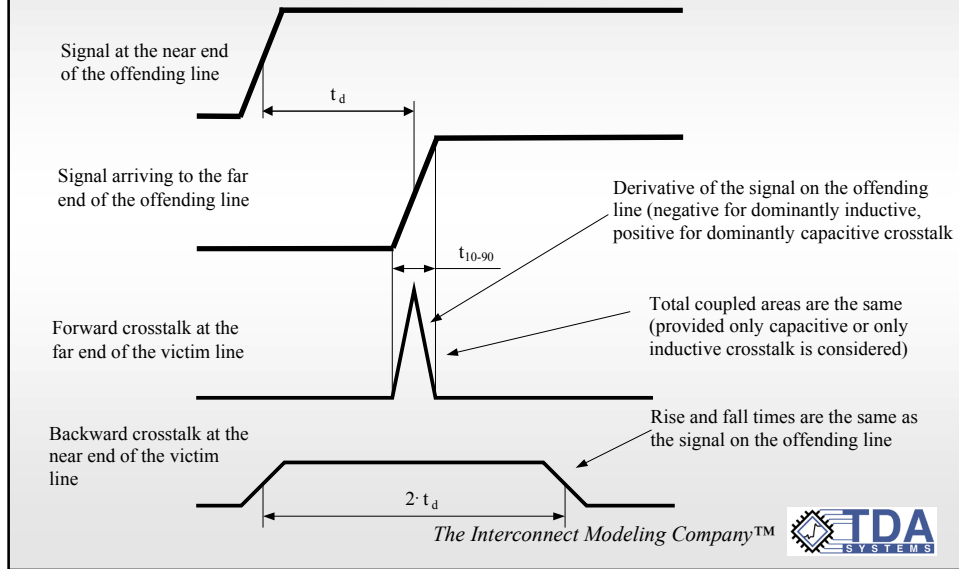 Signal at the near end
of the offending line
t d
Signal arriving to the far
end of the offending line
Derivative of the signal on the offending
line (negative for dominantly inductive,
positive for dominantly capacitive crosstalk
t10-90
Total coupled areas are the same
(provided only capacitive or only
inductive crosstalk is considered)
Forward crosstalk at the
far end of the victim line
Rise and fall times are the same as
the signal on the offending line
Backward crosstalk at the
near end of the victim
line
2· t d
The Interconnect Modeling Company™
TDA
SYSTEMS